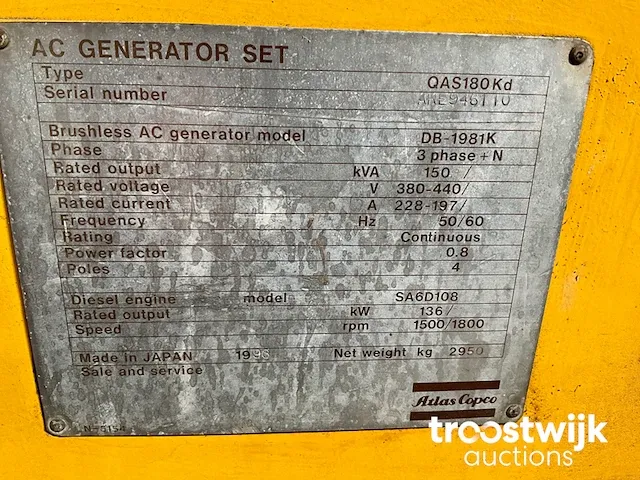 AC GENERATOR SET
Type QAS180Kd
Serial number
Brushless AC generator model DB-1981K
Phase 3 phase + N
Rated output kVA 150 /
Rated voltage V 380-440/
Rated current A 228-197/
Frequency Hz 50/60
Rating Continuous
Power factor 0.8
Poles 4
Diesel engine model SA6D108
Rated output kW 136/
Speed rpm 1500/1800
Made in JAPAN Net weight kg 2950
Sale and service
Atlas Copco
troostwijk
auctions